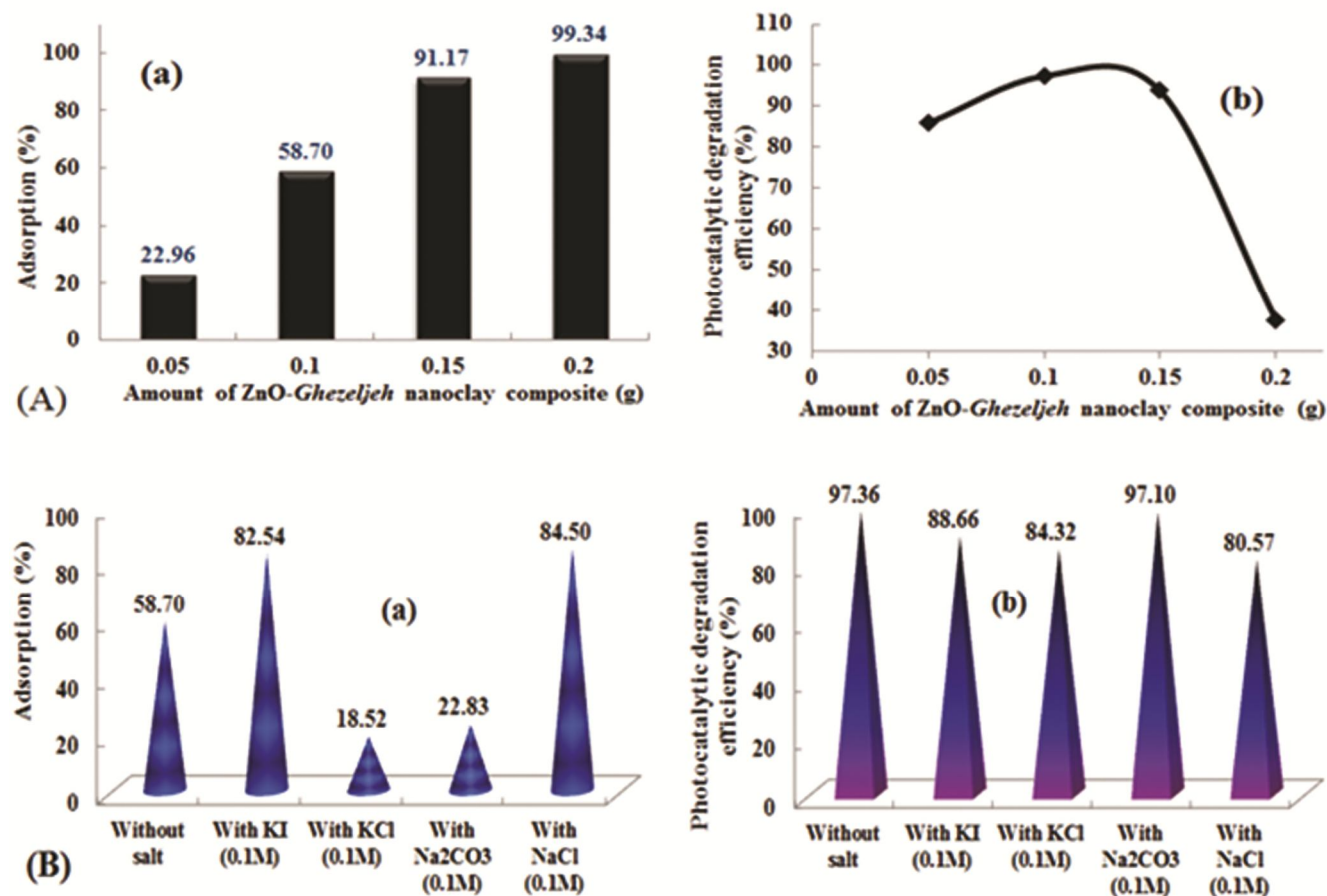 (a)
Adsorption (%)
100
80
60
40
20
0
22.96
58.70
91.17
99.34
0.05 0.1 0.15 0.2
Amount of ZnO-Ghezeljeh nanoclay composite (g)
(A)
(b)
Photocatalytic degradation
efficiency (%)
110
100
90
80
70
60
50
40
30
0 0.05 0.1 0.15 0.2
Amount of ZnO-Ghezeljeh nanoclay composite (g)
(a)
Adsorption (%)
100
80
60
40
20
0
58.70
82.54
18.52
22.83
84.50
Without
salt
With KI
(0.1M)
With KCl
(0.1M)
With
Na2CO3
(0.1M)
With
NaCl
(0.1M)
(B)
(b)
Photocatalytic degradation
efficiency (%)
100
80
60
40
20
0
97.36
88.66
84.32
97.10
80.57
Without
salt
With KI
(0.1M)
With KCl
(0.1M)
With
Na2CO3
(0.1M)
With
NaCl
(0.1M)